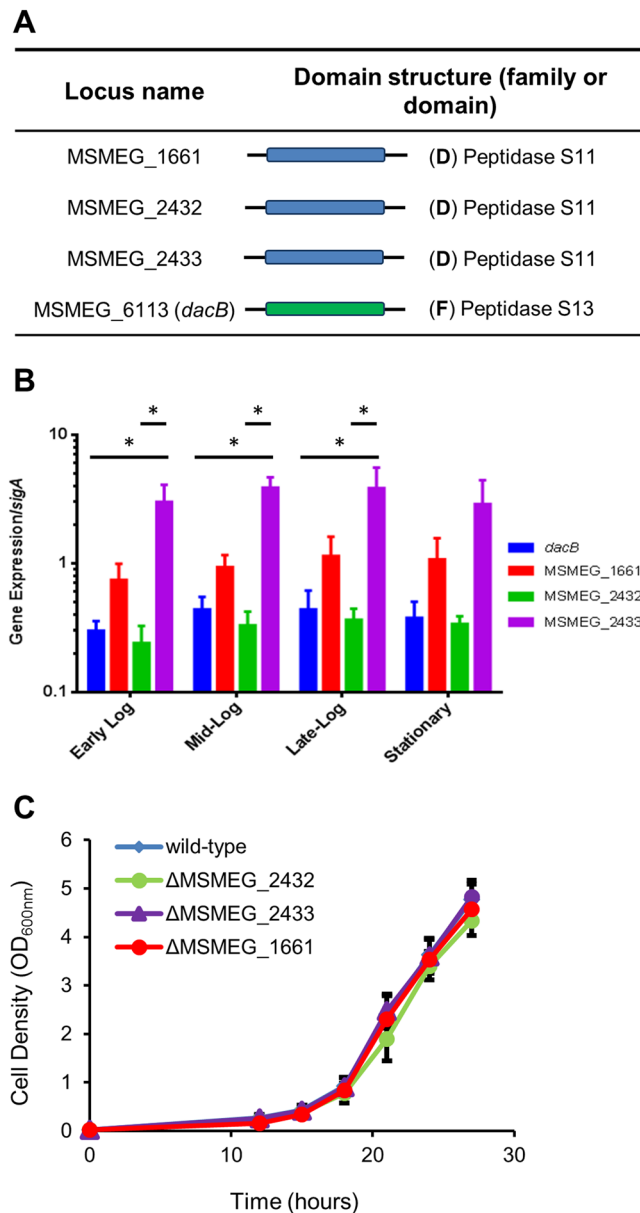 A
Locus name
Domain structure (family or
domain)
MSMEG_1661
(D) Peptidase S11
MSMEG_2432
(D) Peptidase S11
MSMEG_2433
(D) Peptidase S11
MSMEG_6113 (dacB)
(F) Peptidase S13
B
* * *
* * *
10
1
0.1
Gene Expression/sigA
Early Log
Mid-Log
Late-Log
Stationary
dacB
MSMEG_1661
MSMEG_2432
MSMEG_2433
C
wild-type
ΔMSMEG_2432
ΔMSMEG_2433
ΔMSMEG_1661
6
5
4
3
2
1
0
Cell Density (OD600nm)
0 10 20 30
Time (hours)